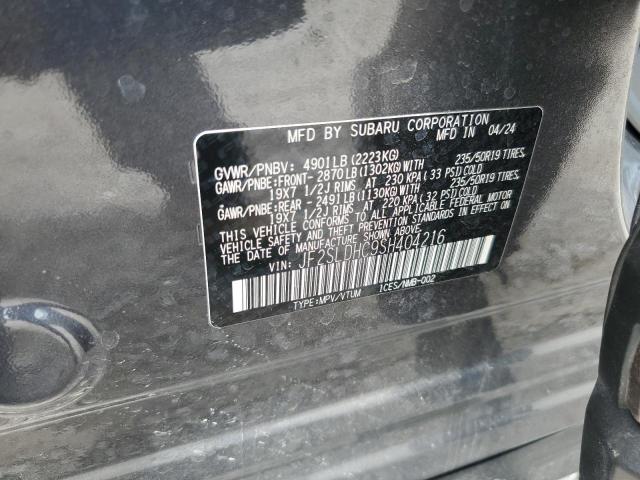 MFD BY SUBARU CORPORATION
MFD IN 04/24
GVWR/PNBV: 4901LB(2223KG)
GAWR/PNBE:FRONT- 2870LB(1302KG)WITH 235/50R19 TIRES,
19X7 1/2J RIMS AT 230 KPA(33 PSI)COLD
GAWR/PNBE:REAR - 2491LB(1130KG)WITH 235/50R19 TIRES,
19X7 1/2J RIMS AT 220 KPA(32 PSI)COLD
THIS VEHICLE CONFORMS TO ALL APPLICABLE FEDERAL MOTOR
VEHICLE SAFETY STANDARDS IN EFFECT ON
THE DATE OF MANUFACTURE SHOWN ABOVE.
VIN: JF2SLDHC9SH404216
TYPE:MPV/VTUM ICES/NMB-002